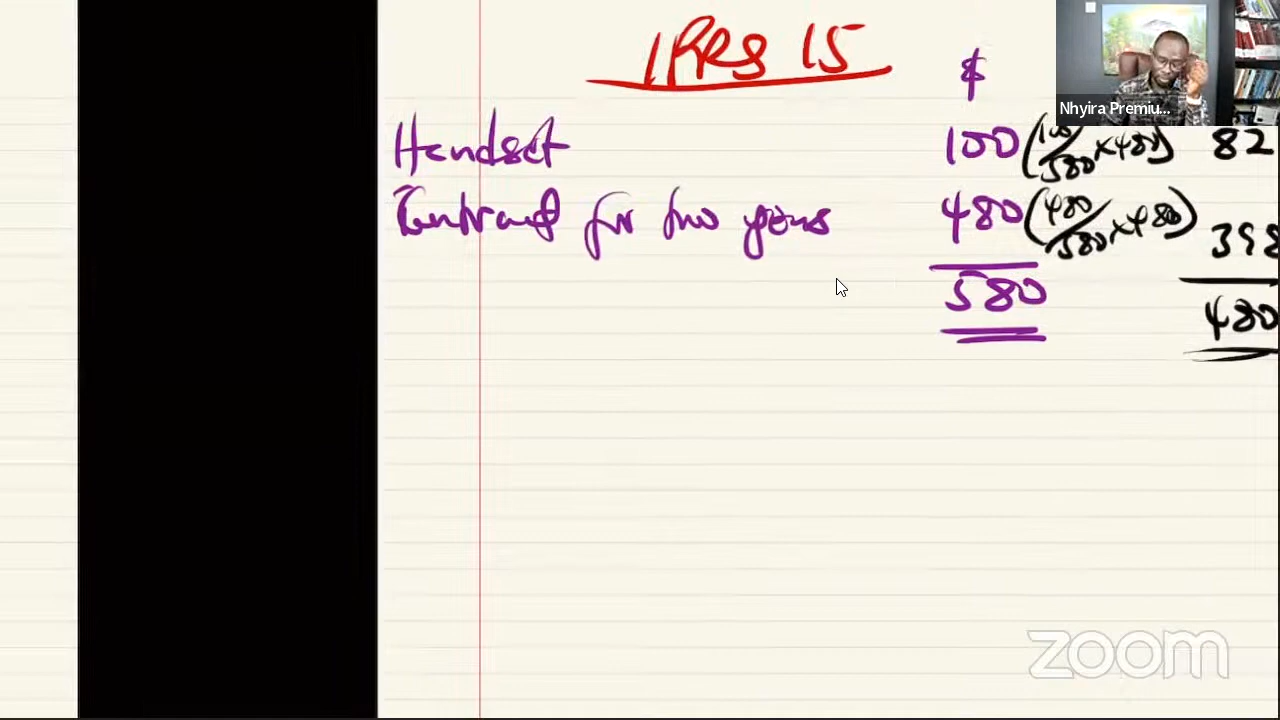 IFRS 15
$
Nhyira Premiu...
Handset 100 (100/580 × 480) 82
Contract for two years 480 (480/580 × 480) 398
580 480
zoom